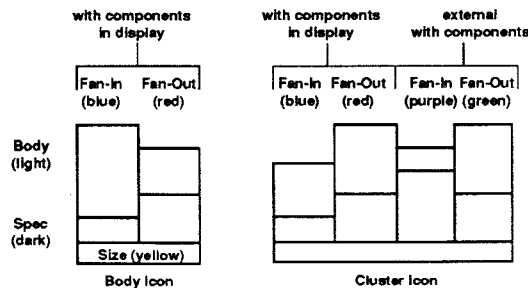 with components
in display
Fan-In Fan-Out
(blue) (red)
Body
(light)
Spec
(dark)
Size (yellow)
Body Icon
with components
in display
external
with components
Fan-In Fan-Out Fan-In Fan-Out
(blue) (red) (purple) (green)
Cluster Icon